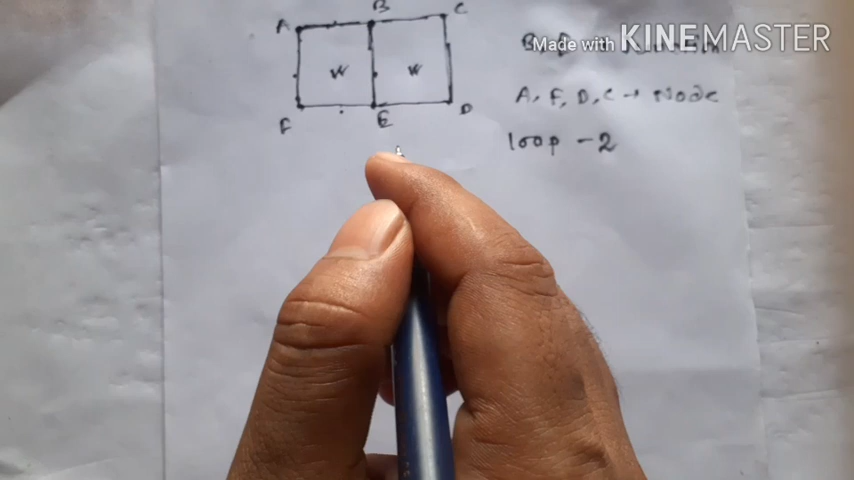 A B C
W W
F E D
Made with KINEMASTER
A, F, D, C → Node
loop - 2